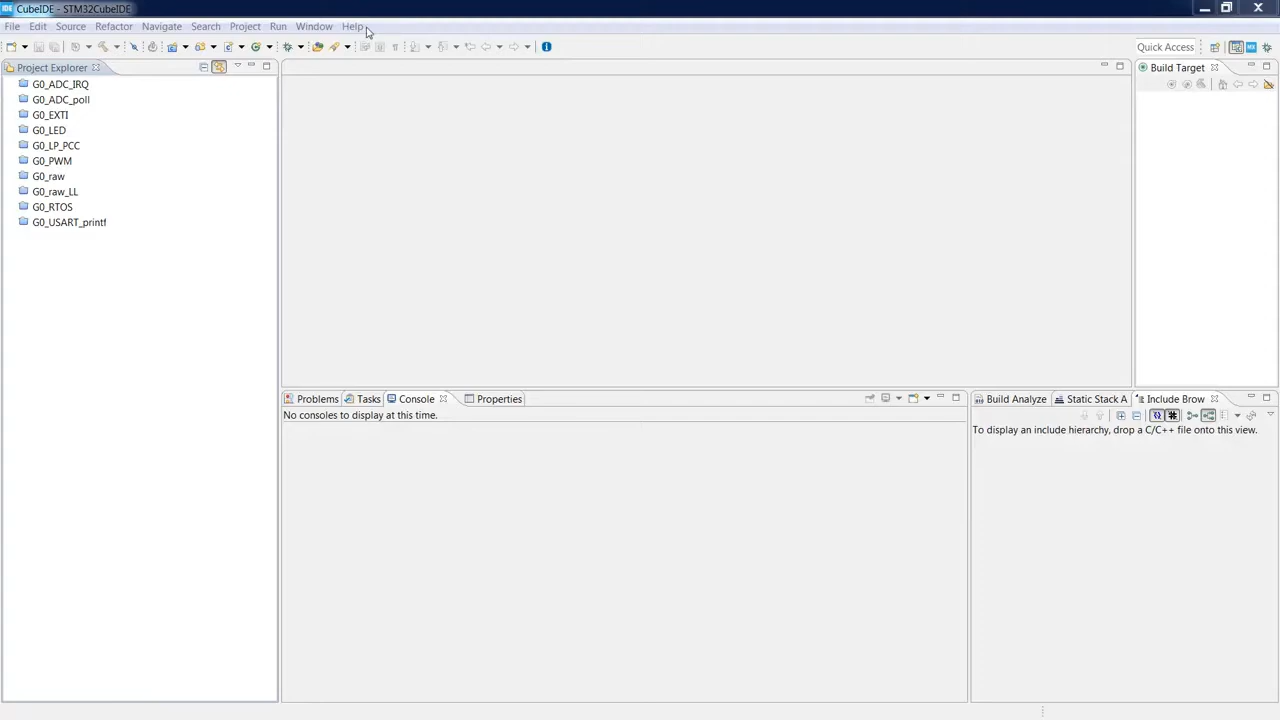 IDE CubeIDE - STM32CubeIDE
File Edit Source Refactor Navigate Search Project Run Window Help
Quick Access
MX
Project Explorer
G0_ADC_IRQ
G0_ADC_poll
G0_EXTI
G0_LED
G0_LP_PCC
G0_PWM
G0_raw
G0_raw_LL
G0_RTOS
G0_USART_printf
Build Target
Problems Tasks Console Properties
No consoles to display at this time.
Build Analyze Static Stack A Include Brow
To display an include hierarchy, drop a C/C++ file onto this view.